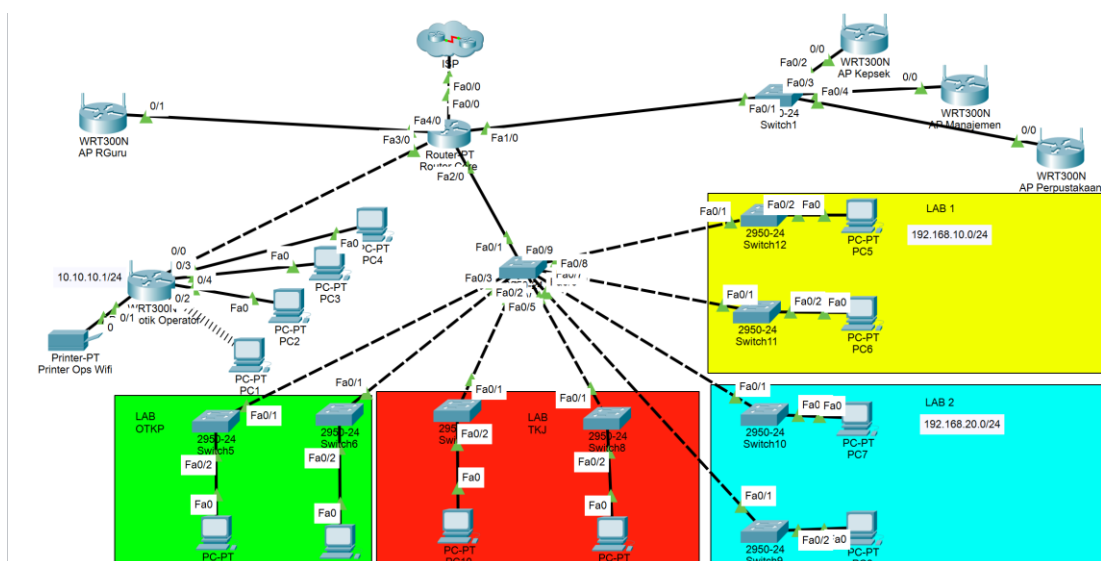 ISP
Fa0/0
Fa0/0
0/1
WRT300N
AP RGuru
Fa4/0
Fa3/0
Fa1/0
Router-PT
Fa2/0
0/0
WRT300N
AP Kepsek
Fa0/2
Fa0/3
0/0
Fa0/4
Fa0/1
Switch1
WRT300N
AP Manajemen
0/0
WRT300N
AP Perpustakaan
10.10.10.1/24
0/0
0/3
0/4
0/2
0/1
0
WRT300N
Operator
Fa0
PC-PT
PC4
Fa0
PC-PT
PC3
Fa0
PC-PT
PC2
PC-PT
PC1
Printer-PT
Printer Ops Wifi
Fa0/1
Fa0/9
Fa0/8
Fa0/3
Fa0/2
Fa0/5
LAB 1
192.168.10.0/24
Fa0/1
Fa0/2
Fa0
2950-24
Switch12
PC-PT
PC5
Fa0/1
Fa0/2
Fa0
2950-24
Switch11
PC-PT
PC6
LAB 2
192.168.20.0/24
Fa0/1
Fa0
2950-24
Switch10
PC-PT
PC7
Fa0/1
2950-24
Switch9
Fa0/2
PC-PT
LAB
OTKP
Fa0/1
2950-24
Switch5
Fa0/2
Fa0
PC-PT
Fa0/1
2950-24
Switch6
Fa0/2
Fa0
LAB
TKJ
Fa0/1
Fa0/2
Fa0
PC-PT
Fa0/1
2950-24
Switch8
Fa0/2
Fa0
PC-PT